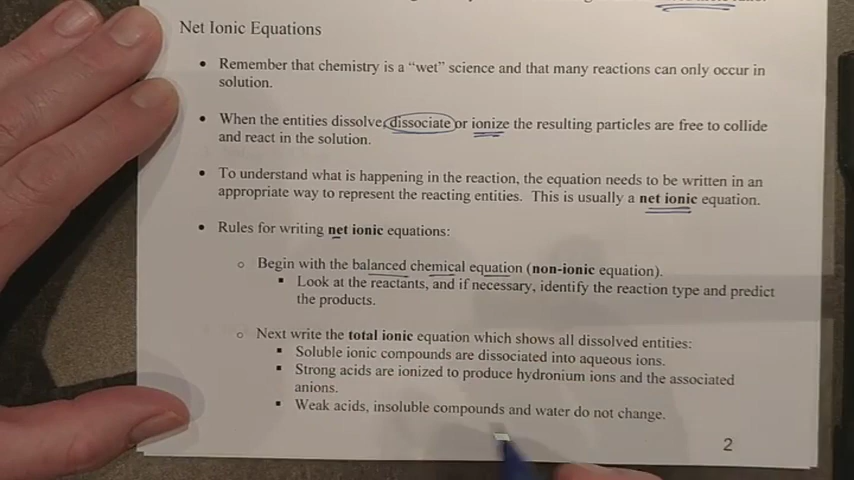 Net Ionic Equations
• Remember that chemistry is a “wet” science and that many reactions can only occur in
solution.
• When the entities dissolve, dissociate or ionize the resulting particles are free to collide
and react in the solution.
• To understand what is happening in the reaction, the equation needs to be written in an
appropriate way to represent the reacting entities. This is usually a net ionic equation.
• Rules for writing net ionic equations:
o Begin with the balanced chemical equation (non-ionic equation).
▪ Look at the reactants, and if necessary, identify the reaction type and predict
the products.
o Next write the total ionic equation which shows all dissolved entities:
▪ Soluble ionic compounds are dissociated into aqueous ions.
▪ Strong acids are ionized to produce hydronium ions and the associated
anions.
▪ Weak acids, insoluble compounds and water do not change.
2